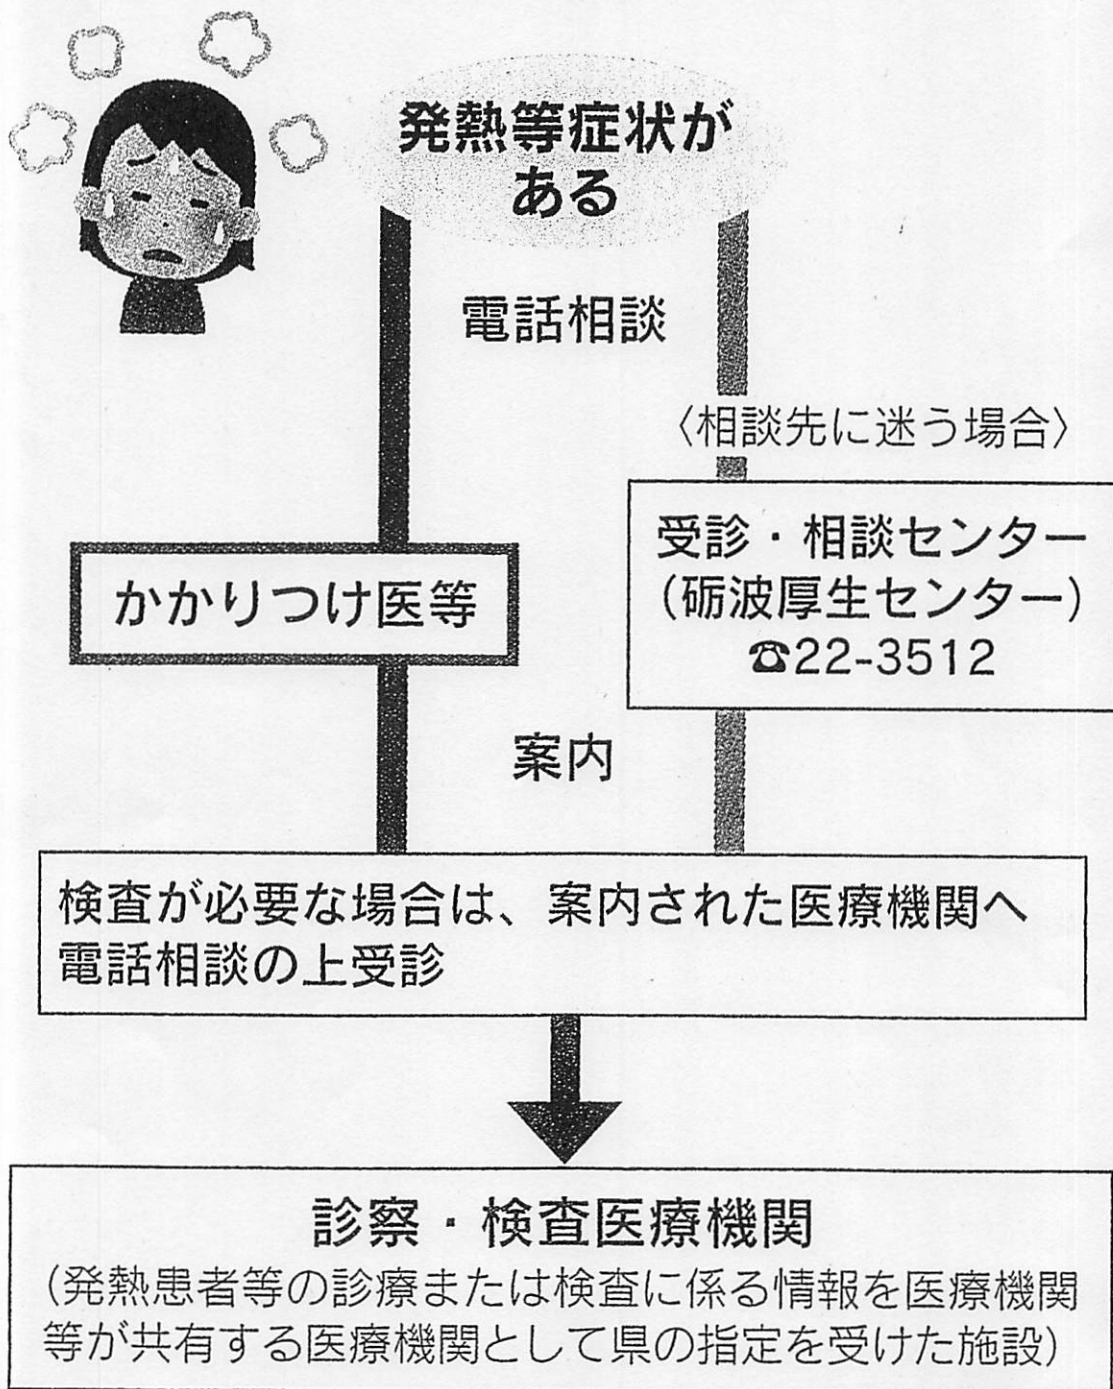 発熱等症状が
ある
電話相談
〈相談先に迷う場合〉
受診・相談センター
（砺波厚生センター）
☎22-3512
かかりつけ医等
案内
検査が必要な場合は、案内された医療機関へ
電話相談の上受診
診察・検査医療機関
（発熱患者等の診療または検査に係る情報を医療機関
等が共有する医療機関として県の指定を受けた施設）